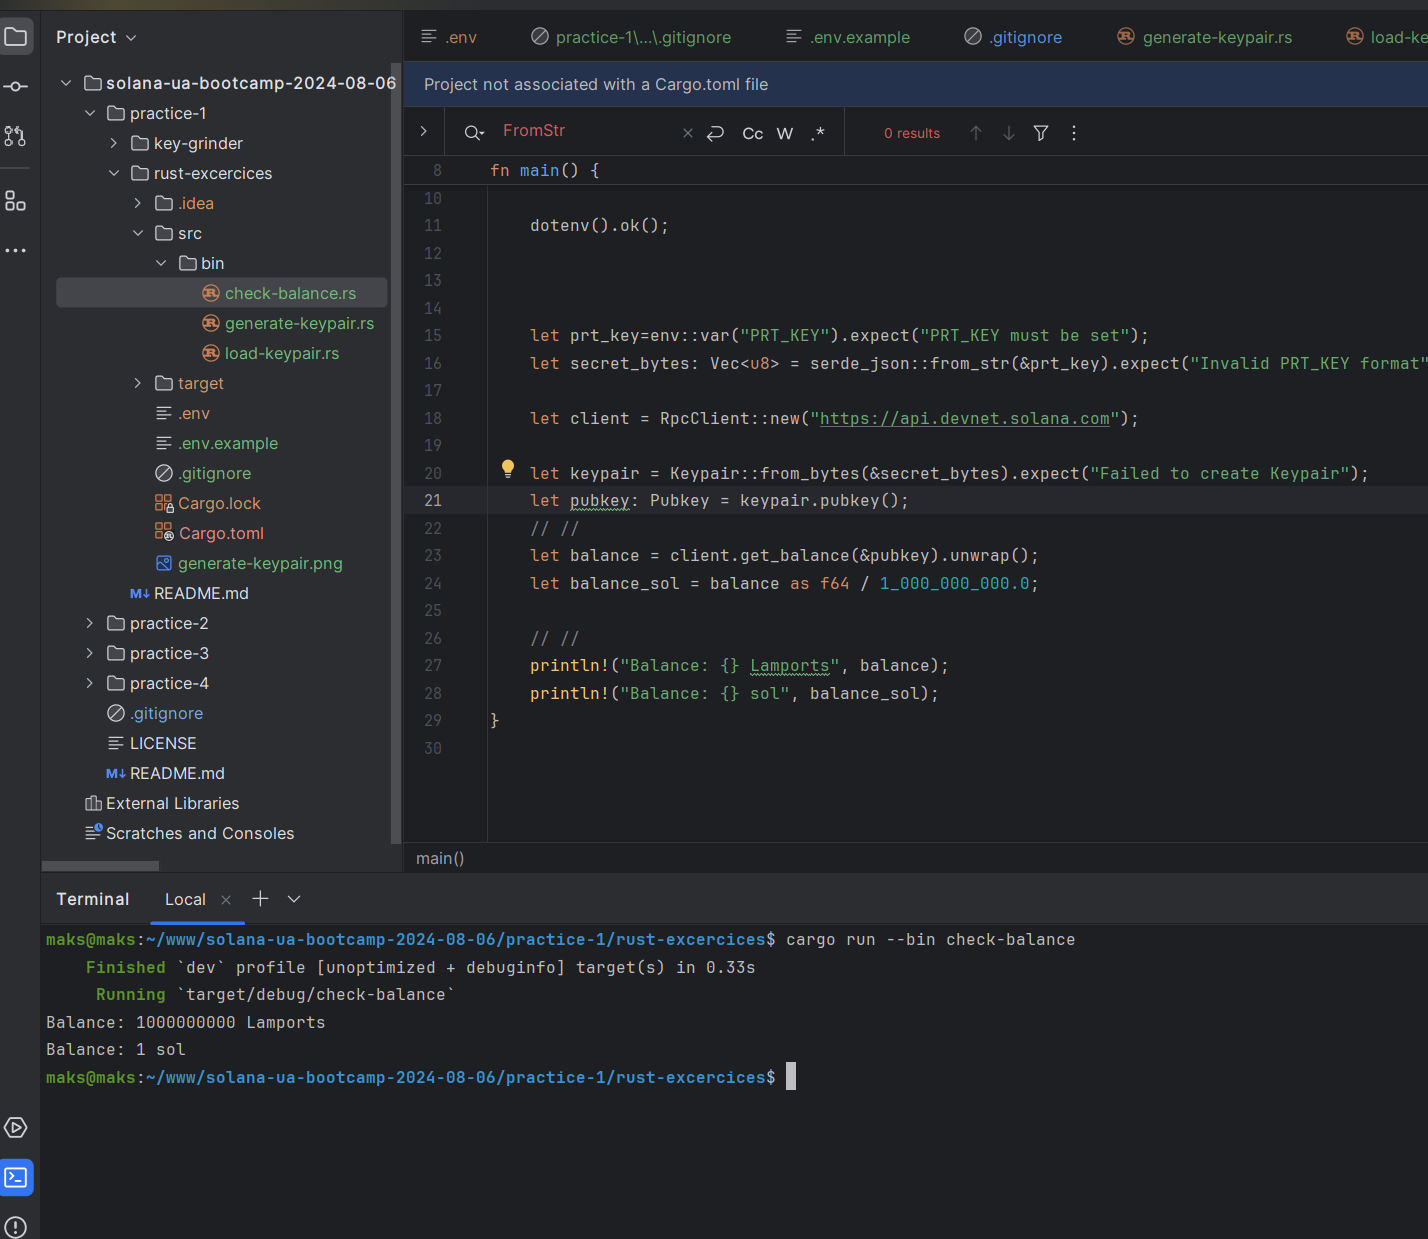 Project
.env
practice-1\...\.gitignore
.env.example
.gitignore
generate-keypair.rs
load-ke
solana-ua-bootcamp-2024-08-06
practice-1
key-grinder
rust-excercices
.idea
src
bin
check-balance.rs
generate-keypair.rs
load-keypair.rs
target
.env
.env.example
.gitignore
Cargo.lock
Cargo.toml
generate-keypair.png
M↓ README.md
practice-2
practice-3
practice-4
.gitignore
LICENSE
M↓ README.md
External Libraries
Scratches and Consoles
Project not associated with a Cargo.toml file
FromStr
Cc W .*
0 results
8 fn main() {
10
11 dotenv().ok();
12
13
14
15 let prt_key=env::var("PRT_KEY").expect("PRT_KEY must be set");
16 let secret_bytes: Vec<u8> = serde_json::from_str(&prt_key).expect("Invalid PRT_KEY format"
17
18 let client = RpcClient::new("https://api.devnet.solana.com");
19
20 let keypair = Keypair::from_bytes(&secret_bytes).expect("Failed to create Keypair");
21 let pubkey: Pubkey = keypair.pubkey();
22 // //
23 let balance = client.get_balance(&pubkey).unwrap();
24 let balance_sol = balance as f64 / 1_000_000_000.0;
25
26 // //
27 println!("Balance: {} Lamports", balance);
28 println!("Balance: {} sol", balance_sol);
29 }
30
main()
Terminal
Local
maks@maks:~/www/solana-ua-bootcamp-2024-08-06/practice-1/rust-excercices$ cargo run --bin check-balance
Finished `dev` profile [unoptimized + debuginfo] target(s) in 0.33s
Running `target/debug/check-balance`
Balance: 1000000000 Lamports
Balance: 1 sol
maks@maks:~/www/solana-ua-bootcamp-2024-08-06/practice-1/rust-excercices$